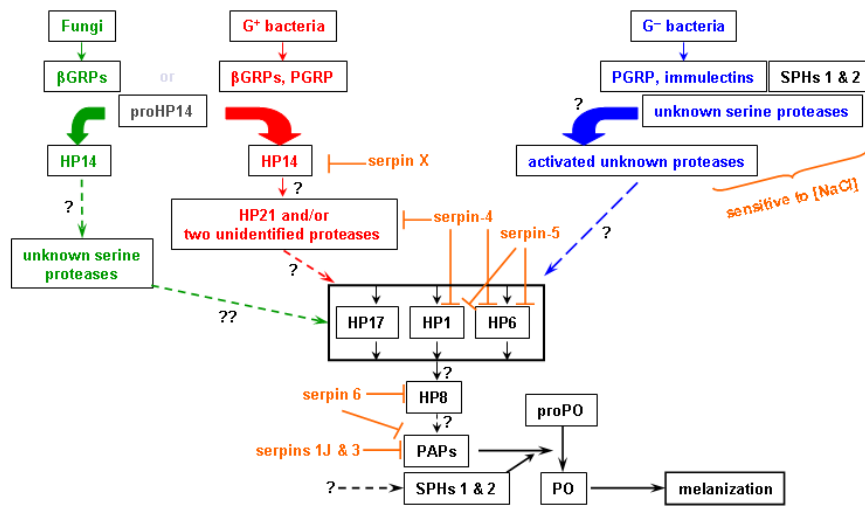 Fungi
G+ bacteria
G– bacteria
βGRPs
or
βGRPs, PGRP
PGRP, immulectins
SPHs 1 & 2
proHP14
?
unknown serine proteases
HP14
HP14
serpin X
activated unknown proteases
?
?
sensitive to [NaCl]
HP21 and/or
two unidentified proteases
serpin-4
serpin-5
?
unknown serine
proteases
?
??
HP17
HP1
HP6
?
serpin 6
HP8
?
proPO
serpins 1J & 3
PAPs
?
SPHs 1 & 2
PO
melanization